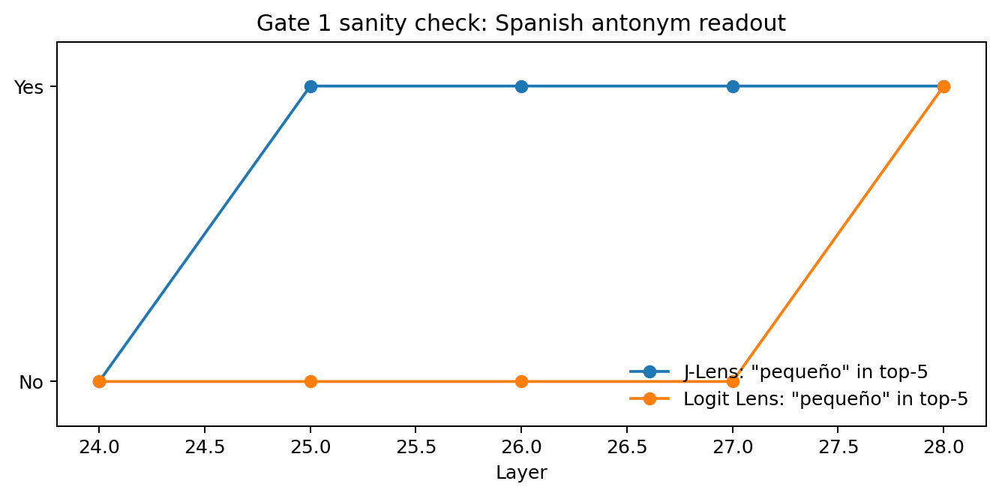 Gate 1 sanity check: Spanish antonym readout
Yes
No
J-Lens: "pequeño" in top-5
Logit Lens: "pequeño" in top-5
24.0 24.5 25.0 25.5 26.0 26.5 27.0 27.5 28.0
Layer